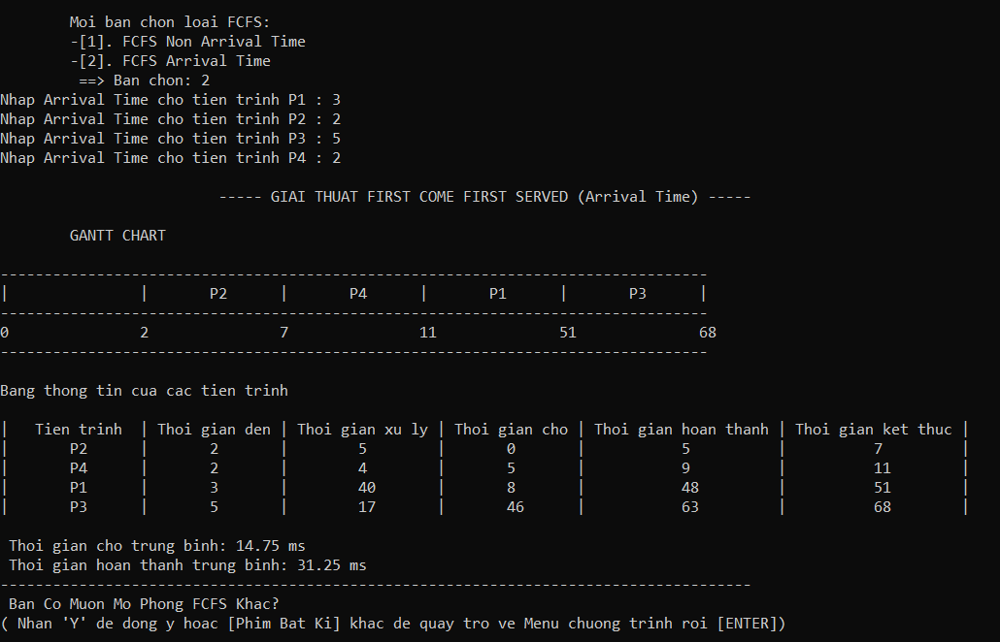 Moi ban chon loai FCFS:
-[1]. FCFS Non Arrival Time
-[2]. FCFS Arrival Time
==> Ban chon: 2
Nhap Arrival Time cho tien trinh P1 : 3
Nhap Arrival Time cho tien trinh P2 : 2
Nhap Arrival Time cho tien trinh P3 : 5
Nhap Arrival Time cho tien trinh P4 : 2
----- GIAI THUAT FIRST COME FIRST SERVED (Arrival Time) -----
GANTT CHART
---------------------------------------------------------------------------------
| | P2 | P4 | P1 | P3 |
---------------------------------------------------------------------------------
0 2 7 11 51 68
---------------------------------------------------------------------------------
Bang thong tin cua cac tien trinh
| Tien trinh | Thoi gian den | Thoi gian xu ly | Thoi gian cho | Thoi gian hoan thanh | Thoi gian ket thuc |
| P2 | 2 | 5 | 0 | 5 | 7 |
| P4 | 2 | 4 | 5 | 9 | 11 |
| P1 | 3 | 40 | 8 | 48 | 51 |
| P3 | 5 | 17 | 46 | 63 | 68 |
Thoi gian cho trung binh: 14.75 ms
Thoi gian hoan thanh trung binh: 31.25 ms
--------------------------------------------------------------------------------------
Ban Co Muon Mo Phong FCFS Khac?
( Nhan 'Y' de dong y hoac [Phim Bat Ki] khac de quay tro ve Menu chuong trinh roi [ENTER])